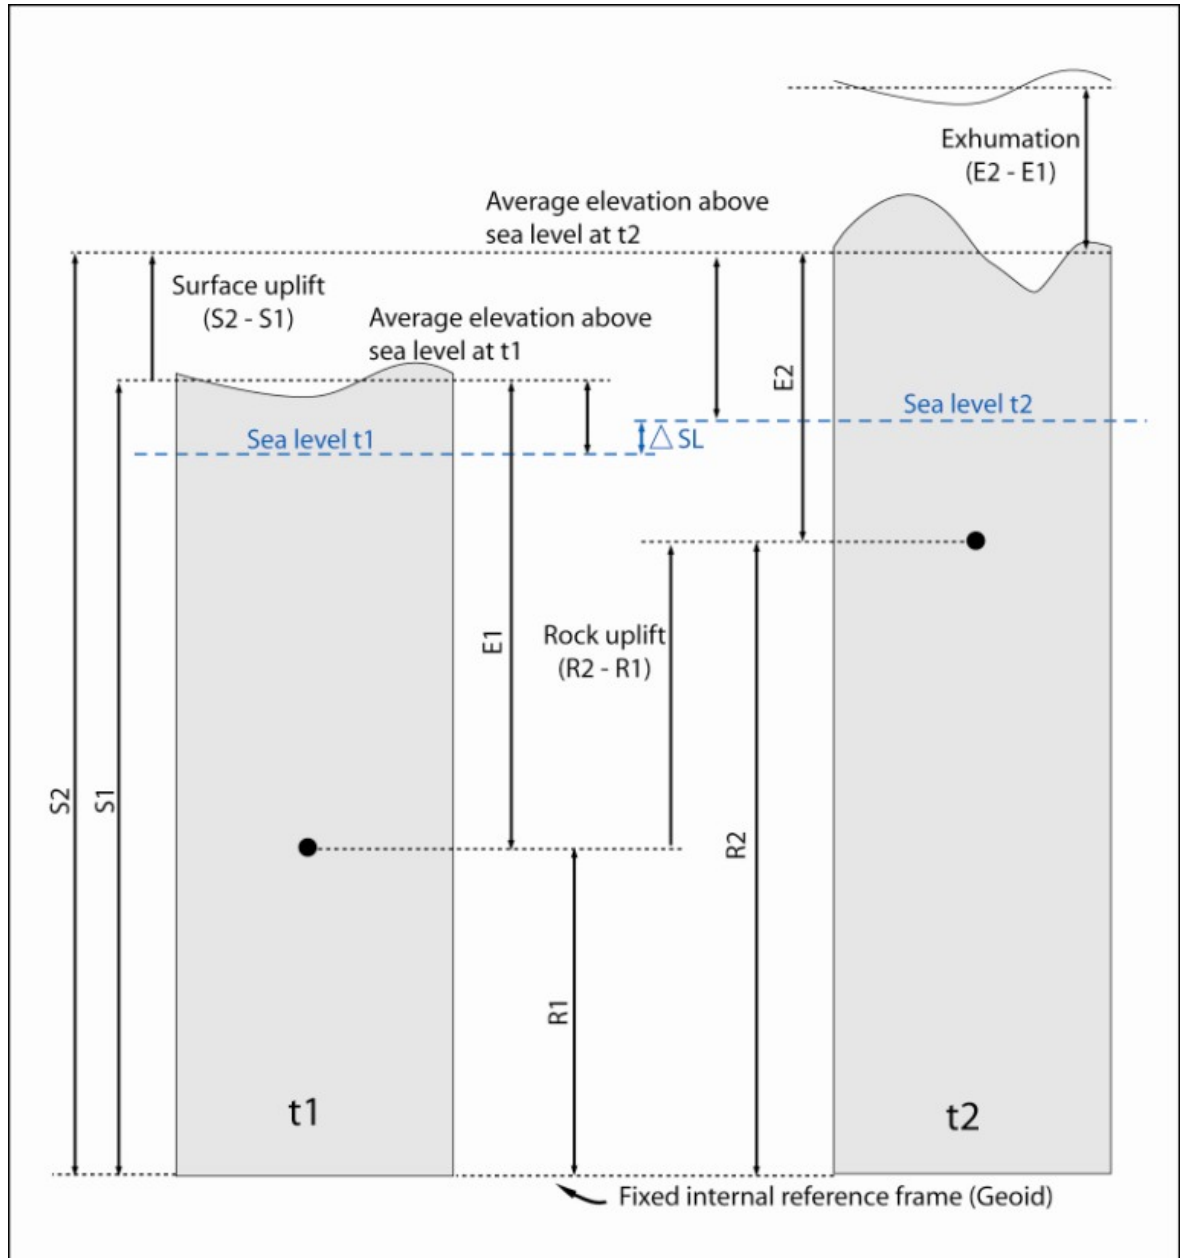 Exhumation
(E2 - E1)
Average elevation above
sea level at t2
Surface uplift
(S2 - S1)
Average elevation above
sea level at t1
E2
Sea level t2
Sea level t1
△ SL
E1
Rock uplift
(R2 - R1)
S2
S1
R2
R1
t1
t2
Fixed internal reference frame (Geoid)